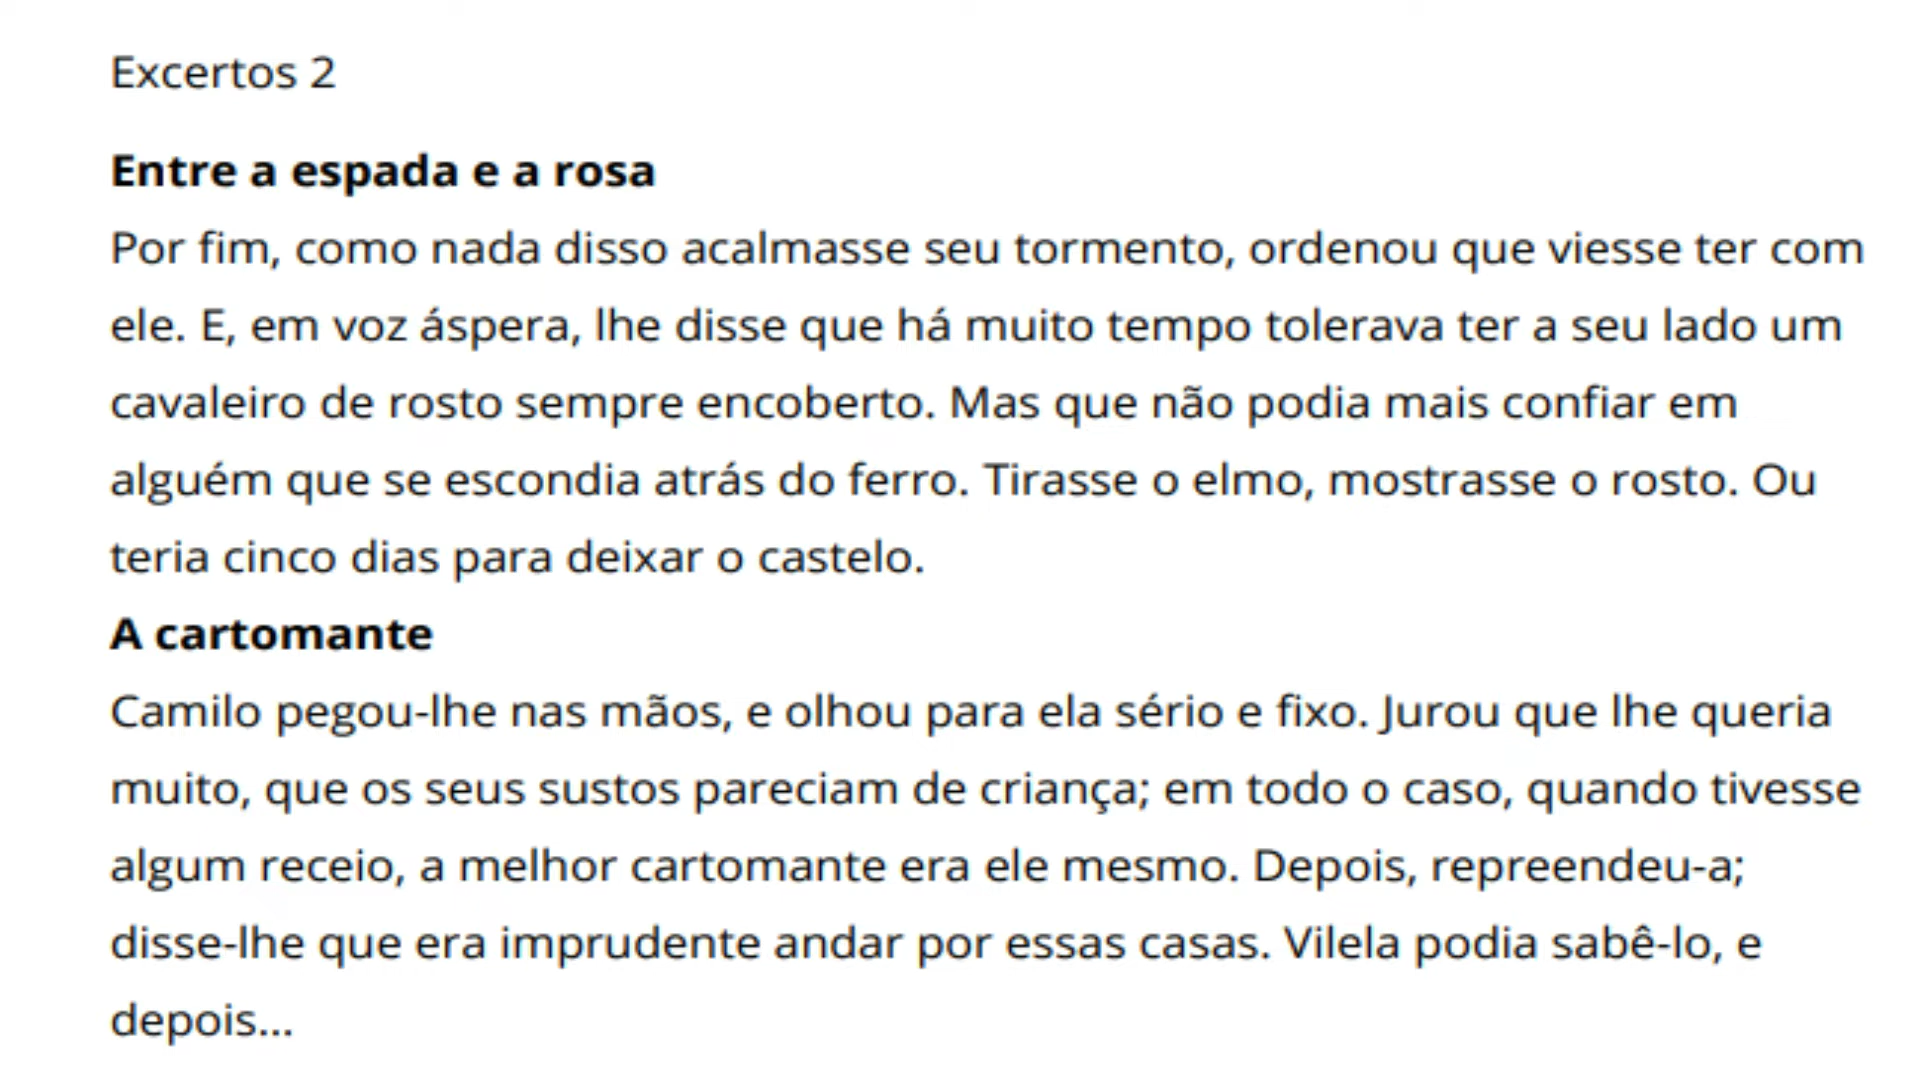 Excertos 2
Entre a espada e a rosa
Por fim, como nada disso acalmasse seu tormento, ordenou que viesse ter com
ele. E, em voz áspera, lhe disse que há muito tempo tolerava ter a seu lado um
cavaleiro de rosto sempre encoberto. Mas que não podia mais confiar em
alguém que se escondia atrás do ferro. Tirasse o elmo, mostrasse o rosto. Ou
teria cinco dias para deixar o castelo.
A cartomante
Camilo pegou-lhe nas mãos, e olhou para ela sério e fixo. Jurou que lhe queria
muito, que os seus sustos pareciam de criança; em todo o caso, quando tivesse
algum receio, a melhor cartomante era ele mesmo. Depois, repreendeu-a;
disse-lhe que era imprudente andar por essas casas. Vilela podia sabê-lo, e
depois...